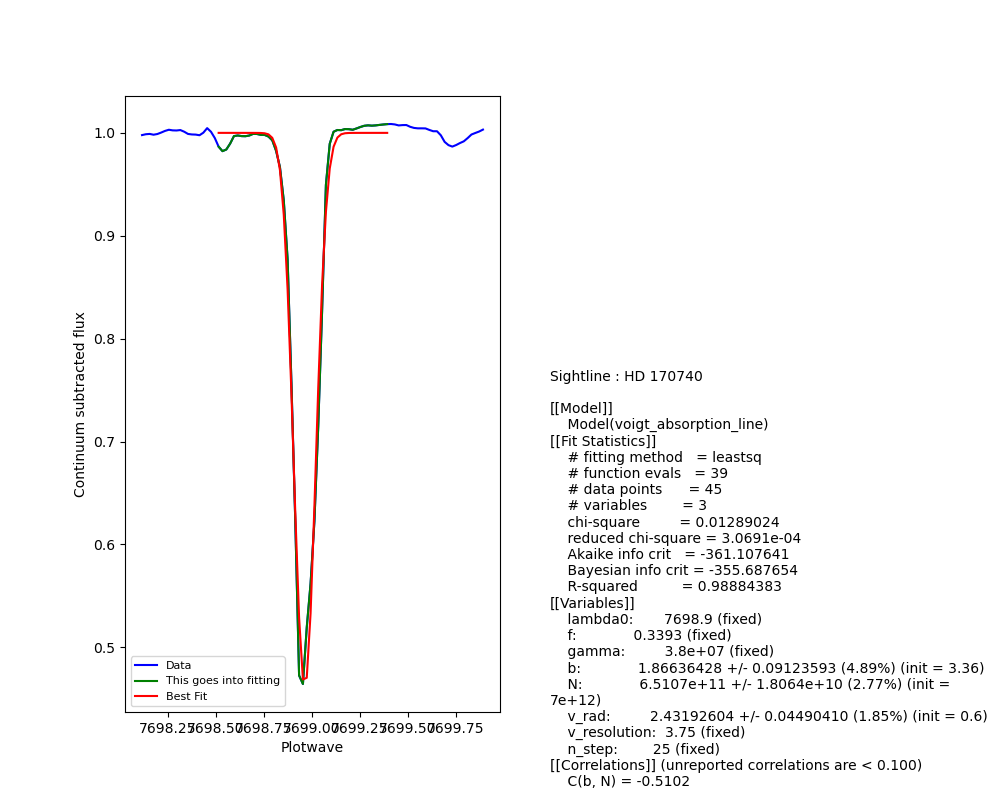 1.0
0.9
0.8
0.7
0.6
0.5
Continuum subtracted flux
Data
This goes into fitting
Best Fit
7698.25 7698.50 7698.75 7699.00 7699.25 7699.50 7699.75
Plotwave
Sightline : HD 170740
[[Model]]
Model(voigt_absorption_line)
[[Fit Statistics]]
# fitting method = leastsq
# function evals = 39
# data points = 45
# variables = 3
chi-square = 0.01289024
reduced chi-square = 3.0691e-04
Akaike info crit = -361.107641
Bayesian info crit = -355.687654
R-squared = 0.98884383
[[Variables]]
lambda0: 7698.9 (fixed)
f: 0.3393 (fixed)
gamma: 3.8e+07 (fixed)
b: 1.86636428 +/- 0.09123593 (4.89%) (init = 3.36)
N: 6.5107e+11 +/- 1.8064e+10 (2.77%) (init =
7e+12)
v_rad: 2.43192604 +/- 0.04490410 (1.85%) (init = 0.6)
v_resolution: 3.75 (fixed)
n_step: 25 (fixed)
[[Correlations]] (unreported correlations are < 0.100)
C(b, N) = -0.5102